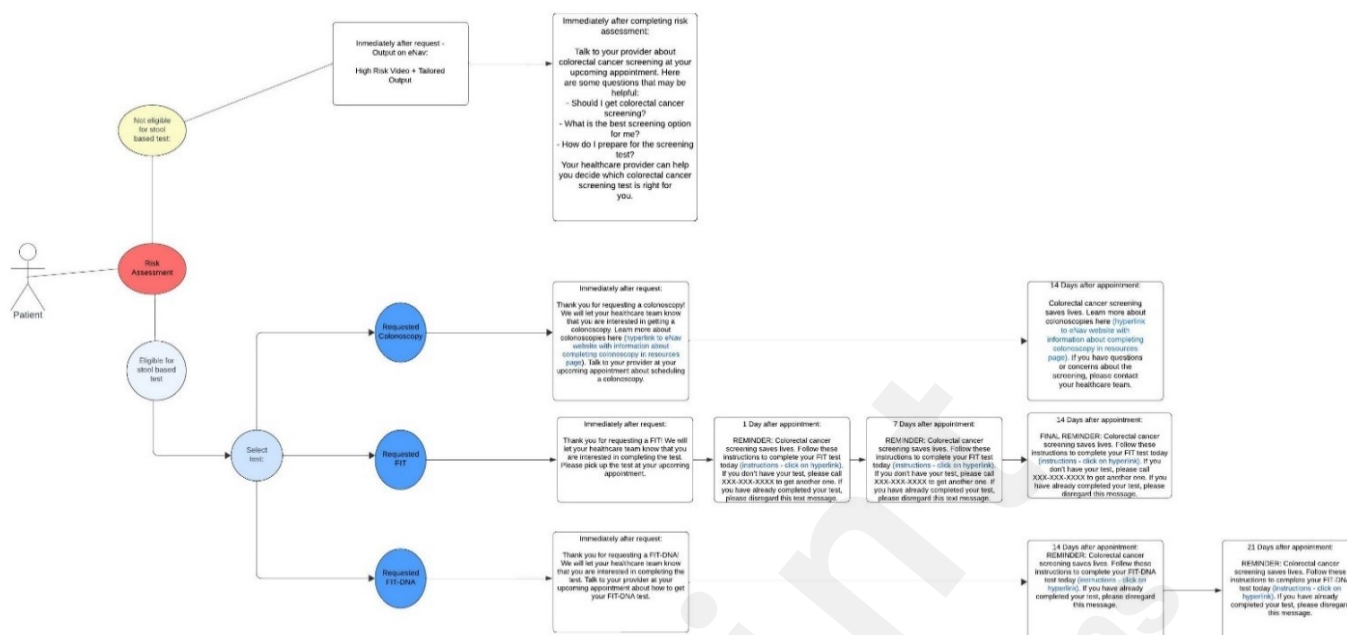 Immediately after request -
Output on eNav:
High Risk Video + Tailored
Output
Immediately after completing risk
assessment:
Talk to your provider about
colorectal cancer screening at your
upcoming appointment. Here
are some questions that may be
helpful:
- Should I get colorectal cancer
screening?
- What is the best screening option
for me?
- How do I prepare for the screening
test?
Your healthcare provider can help
you decide which colorectal cancer
screening test is right for
you.
Not eligible
for stool
based test:
Risk
Assessment
Patient
Eligible for
stool based
test
Select
test:
Requested
Colonoscopy
Immediately after request:
Thank you for requesting a colonoscopy!
We will let your healthcare team know
that you are interested in getting a
colonoscopy. Learn more about
colonoscopies here (hyperlink to eNav
website with information about
completing colonoscopy in resources
page). Talk to your provider at your
upcoming appointment about scheduling
a colonoscopy.
14 Days after appointment:
Colorectal cancer screening
saves lives. Learn more about
colonoscopies here (hyperlink
to eNav website with
information about completing
colonoscopy in resources
page). If you have questions
or concerns about the
screening, please contact
your healthcare team.
Requested
FIT
Immediately after request:
Thank you for requesting a FIT! We will
let your healthcare team know that you
are interested in completing the test.
Please pick up the test at your upcoming
appointment.
1 Day after appointment:
REMINDER: Colorectal cancer
screening saves lives. Follow these
instructions to complete your FIT test
today (instructions - click on hyperlink).
If you don't have your test, please call
XXX-XXX-XXXX to get another one. If
you have already completed your test,
please disregard this text message.
7 Days after appointment:
REMINDER: Colorectal cancer
screening saves lives. Follow these
instructions to complete your FIT test
today (instructions - click on hyperlink).
If you don't have your test, please call
XXX-XXX-XXXX to get another one. If
you have already completed your test,
please disregard this text message.
14 Days after appointment:
FINAL REMINDER: Colorectal cancer
screening saves lives. Follow these
instructions to complete your FIT test
today (instructions - click on hyperlink). If you
don't have your test, please call
XXX-XXX-XXXX to get another one. If you
have already completed your test, please
disregard this message.
Requested
FIT-DNA
Immediately after request:
Thank you for requesting a FIT-DNA!
We will let your healthcare team know
that you are interested in completing the
test. Talk to your provider at your
upcoming appointment about how to get
your FIT-DNA test.
14 Days after appointment:
REMINDER: Colorectal cancer
screening saves lives. Follow these
instructions to complete your FIT-DNA
test today (instructions - click on
hyperlink). If you have already
completed your test, please disregard
this message.
21 Days after appointment:
REMINDER: Colorectal cancer
screening saves lives. Follow these
instructions to complete your FIT-DNA
test today (instructions - click on
hyperlink). If you have already
completed your test, please disregard
this message.